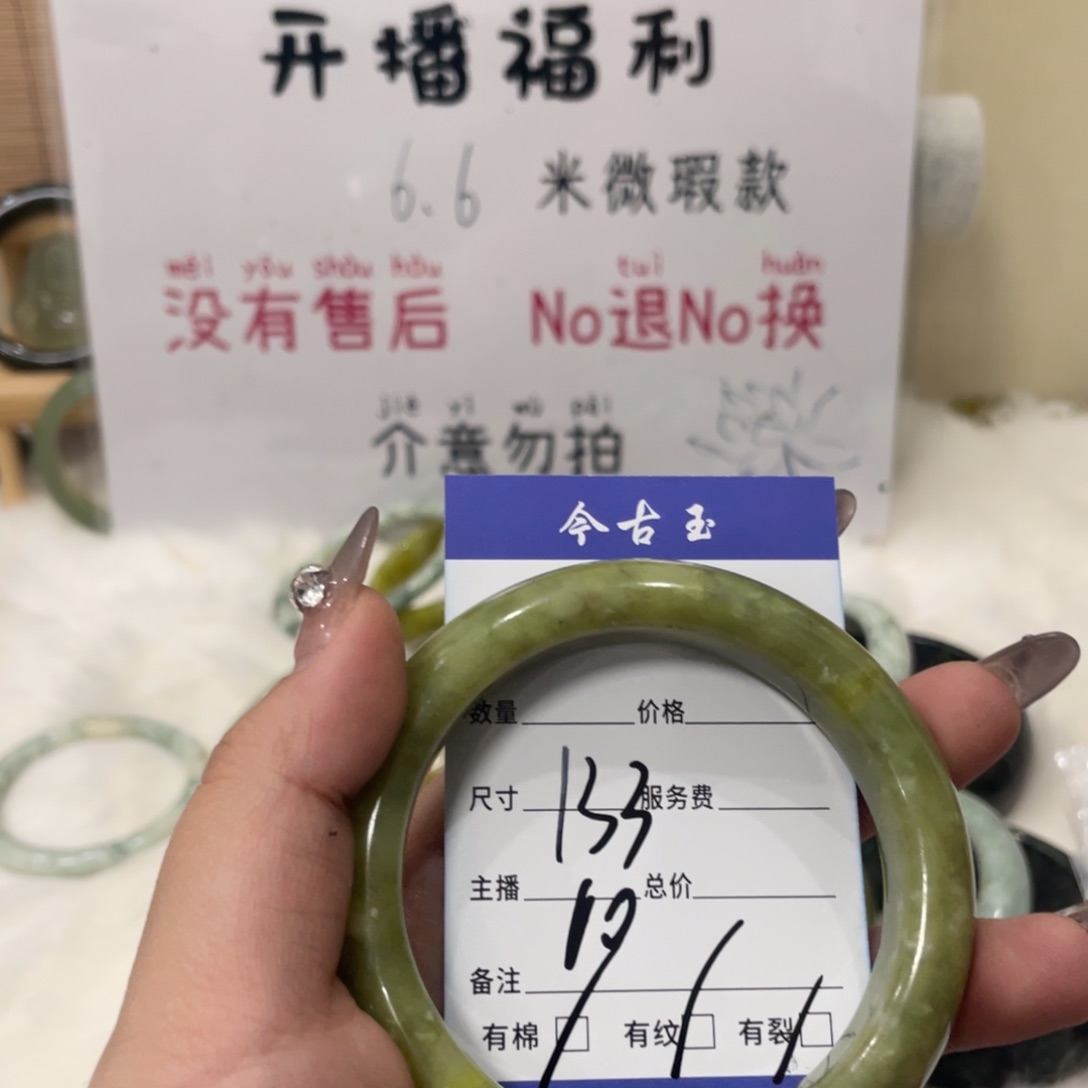 开播福利
6.6 米微瑕款
méi yǒu shòu hòu tuì huàn
没有售后 No退No换
jiè yì wù pāi
介意勿拍
今古玉
数量 价格
尺寸 服务费
主播 总价
备注
有棉 有纹 有裂